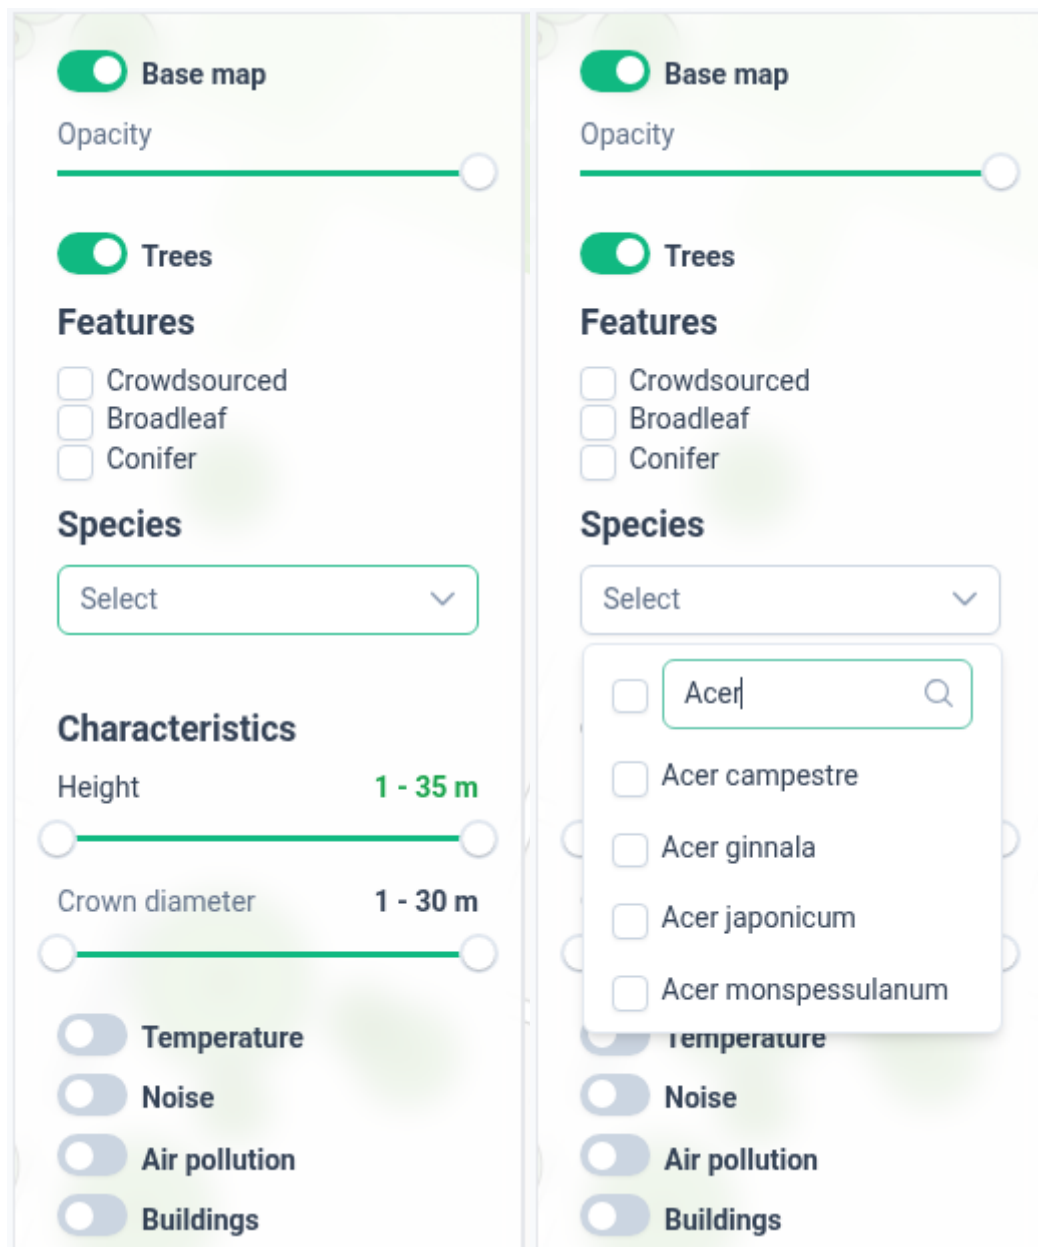 Base map
Opacity
Trees
Features
Crowdsourced
Broadleaf
Conifer
Species
Select
Characteristics
Height 1 - 35 m
Crown diameter 1 - 30 m
Temperature
Noise
Air pollution
Buildings
Base map
Opacity
Trees
Features
Crowdsourced
Broadleaf
Conifer
Species
Select
Acer
Acer campestre
Acer ginnala
Acer japonicum
Acer monspessulanum
Temperature
Noise
Air pollution
Buildings